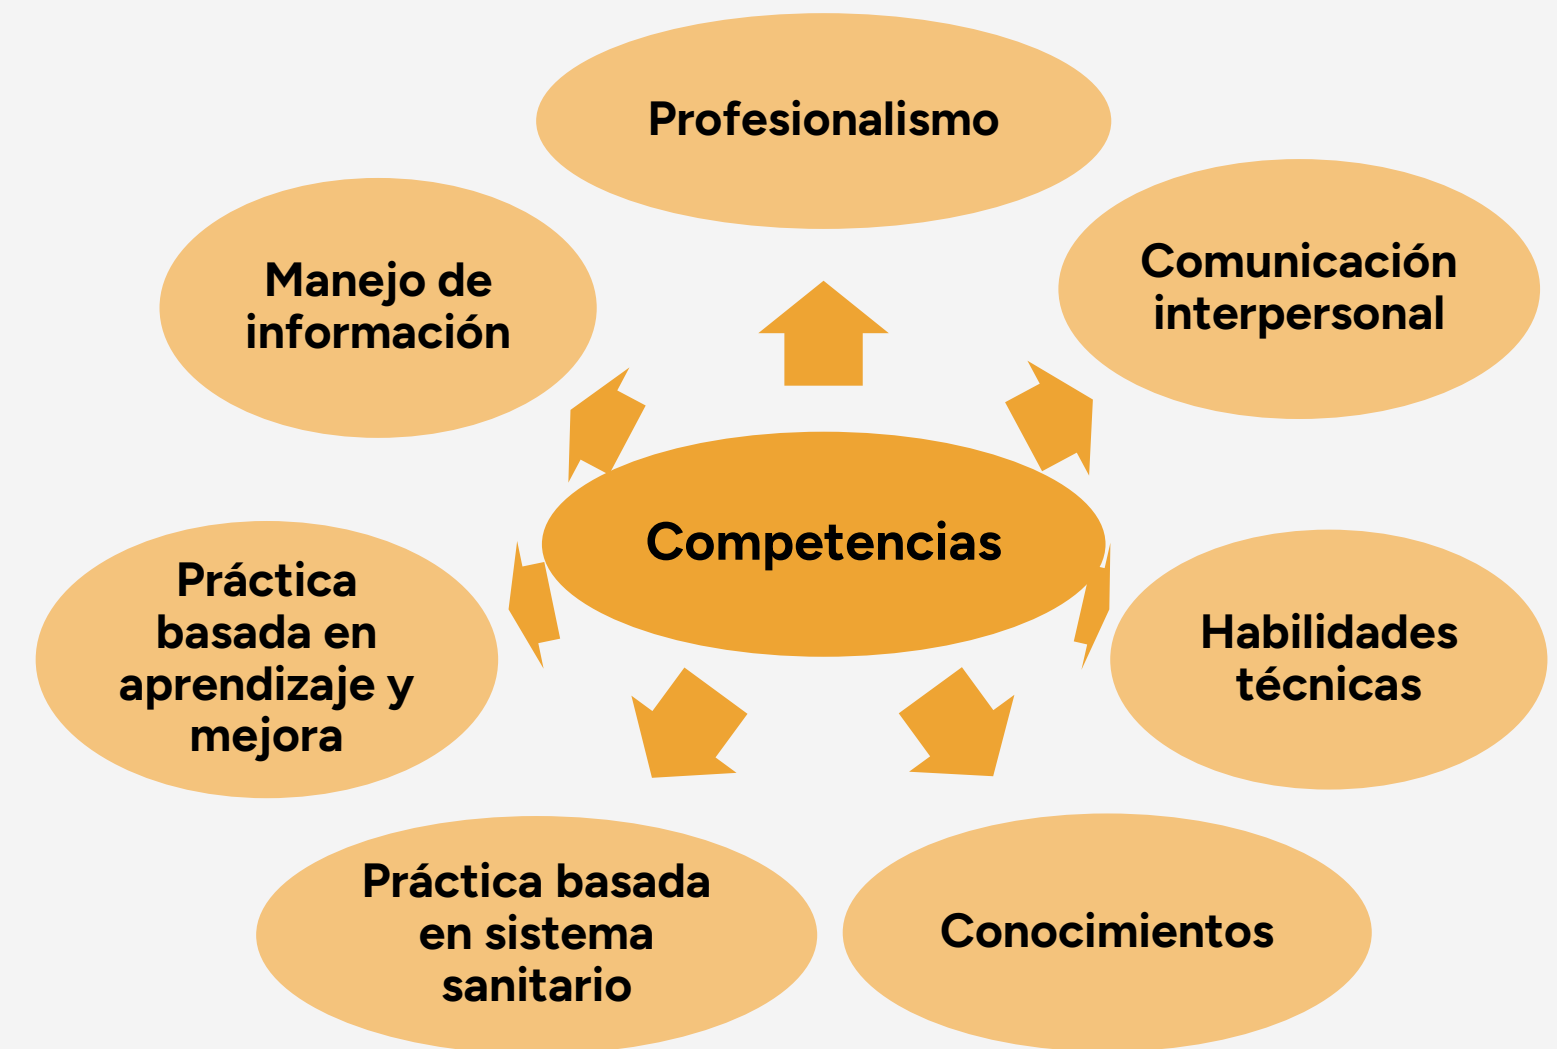 Profesionalismo
Comunicación
interpersonal
Manejo de
información
Competencias
Práctica
basada en
aprendizaje y
mejora
Habilidades
técnicas
Práctica basada
en sistema
sanitario
Conocimientos